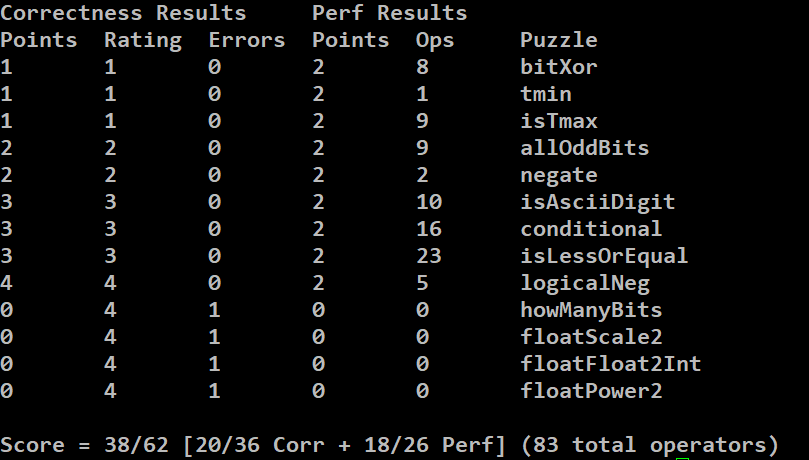 Correctness Results Perf Results
Points Rating Errors Points Ops Puzzle
1 1 0 2 8 bitXor
1 1 0 2 1 tmin
1 1 0 2 9 isTmax
2 2 0 2 9 allOddBits
2 2 0 2 2 negate
3 3 0 2 10 isAsciiDigit
3 3 0 2 16 conditional
3 3 0 2 23 isLessOrEqual
4 4 0 2 5 logicalNeg
0 4 1 0 0 howManyBits
0 4 1 0 0 floatScale2
0 4 1 0 0 floatFloat2Int
0 4 1 0 0 floatPower2
Score = 38/62 [20/36 Corr + 18/26 Perf] (83 total operators)